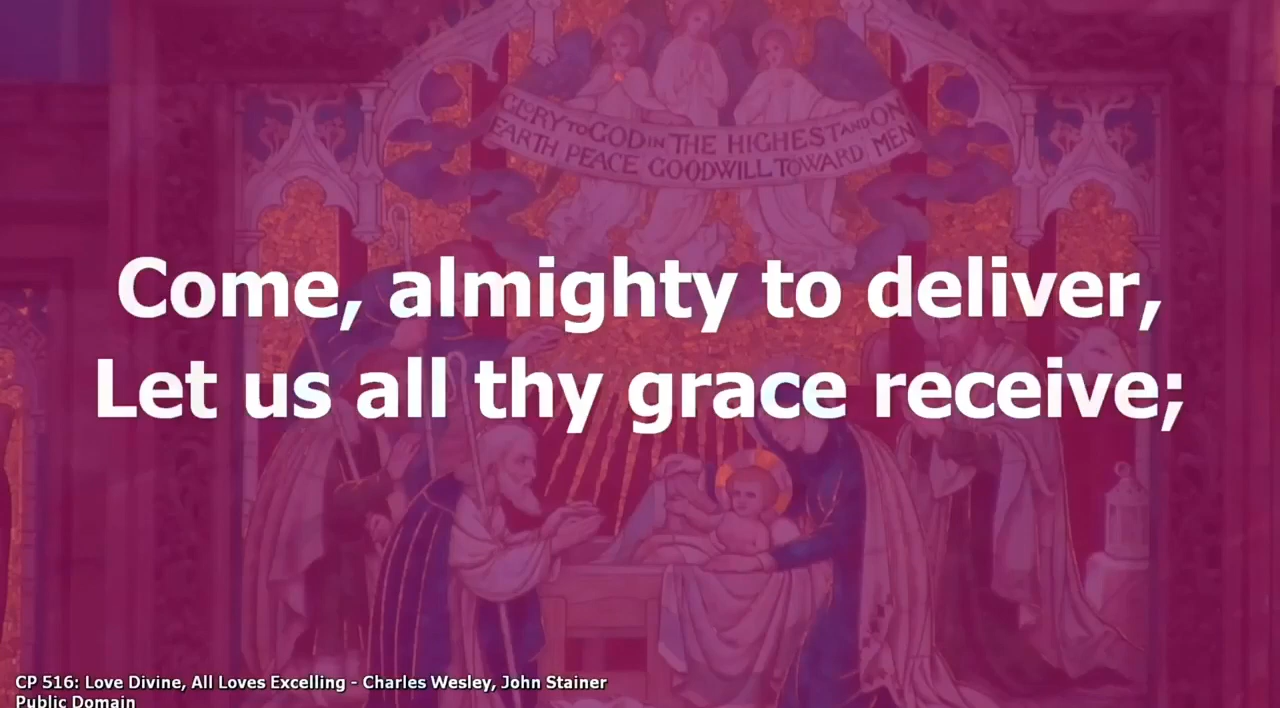 GLORY TO GOD IN THE HIGHEST AND ON
EARTH PEACE GOODWILL TOWARD MEN
Come, almighty to deliver,
Let us all thy grace receive;
CP 516: Love Divine, All Loves Excelling - Charles Wesley, John Stainer
Public Domain